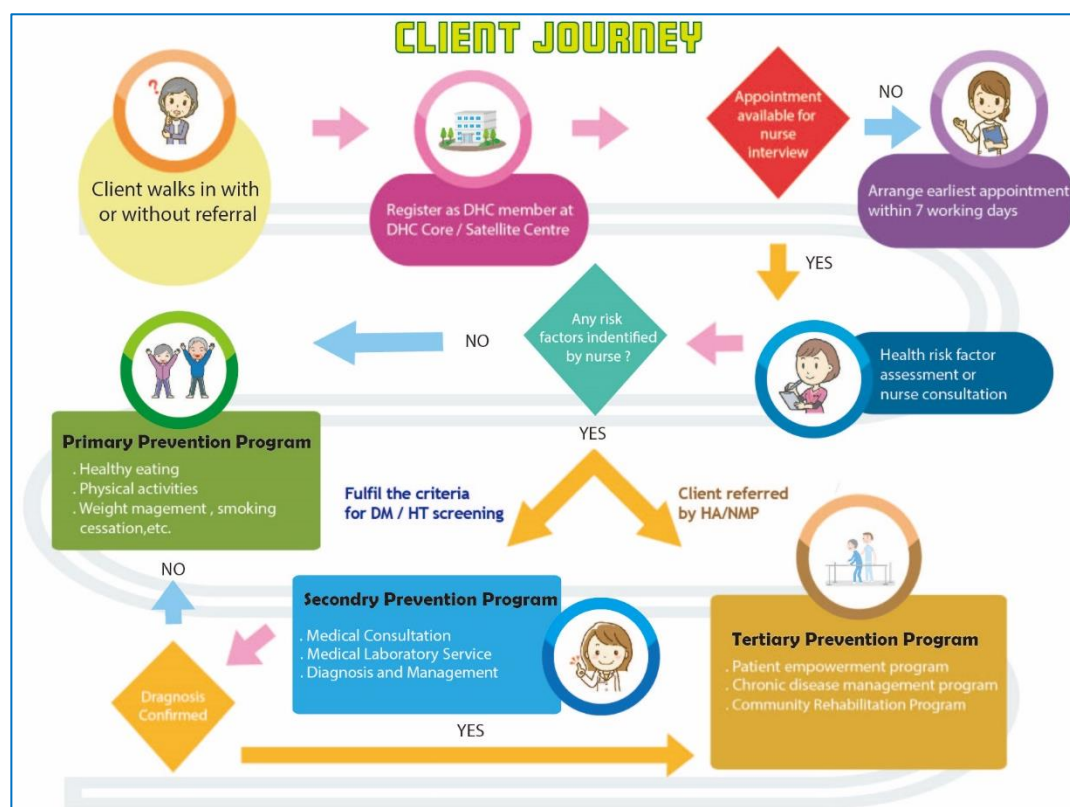 CLIENT JOURNEY
?
Client walks in with
or without referral
Register as DHC member at
DHC Core / Satellite Centre
Appointment
available for
nurse
interview
NO
Arrange earliest appointment
within 7 working days
YES
Health risk factor
assessment or
nurse consultation
Any risk
factors indentified
by nurse ?
NO
Primary Prevention Program
. Healthy eating
. Physical activities
. Weight magement , smoking
cessation,etc.
YES
Fulfil the criteria
for DM / HT screening
Client referred
by HA/NMP
Secondry Prevention Program
. Medical Consultation
. Medical Laboratory Service
. Diagnosis and Management
Tertiary Prevention Program
. Patient empowerment program
. Chronic disease management program
. Community Rehabilitation Program
NO
Dragnosis
Confirmed
YES